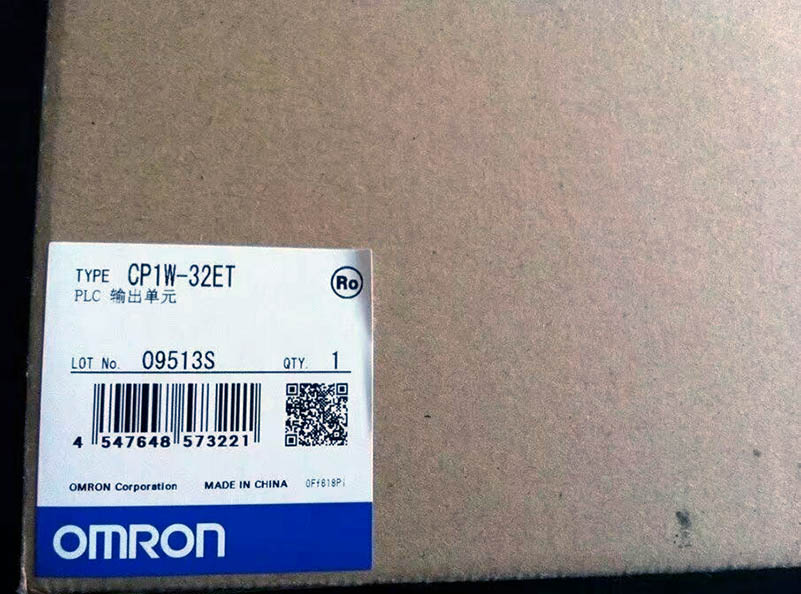 TYPE CP1W-32ET
Ro
PLC 输出单元
LOT No. 09513S QTY. 1
4 547648 573221
OMRON Corporation MADE IN CHINA
OMRON